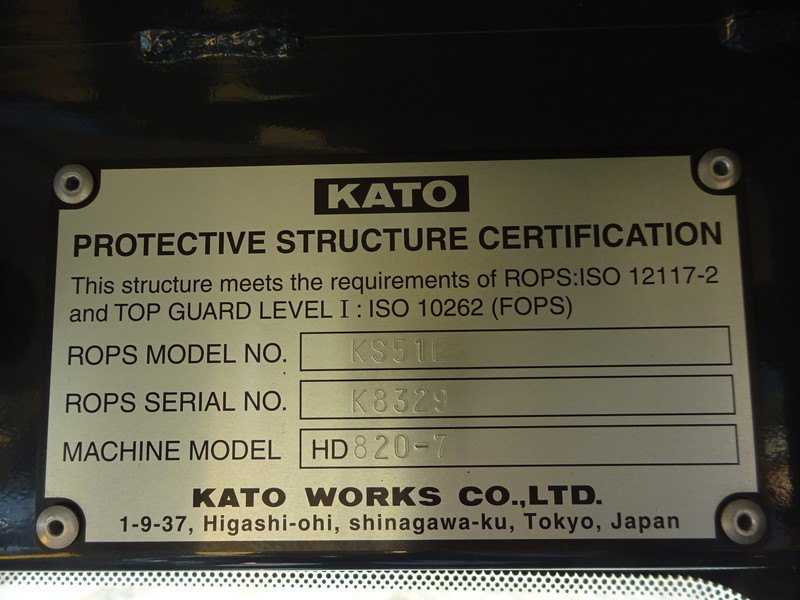 KATO
PROTECTIVE STRUCTURE CERTIFICATION
This structure meets the requirements of ROPS:ISO 12117-2
and TOP GUARD LEVEL I : ISO 10262 (FOPS)
ROPS MODEL NO. KS51E
ROPS SERIAL NO. K8329
MACHINE MODEL HD820-7
KATO WORKS CO.,LTD.
1-9-37, Higashi-ohi, shinagawa-ku, Tokyo, Japan